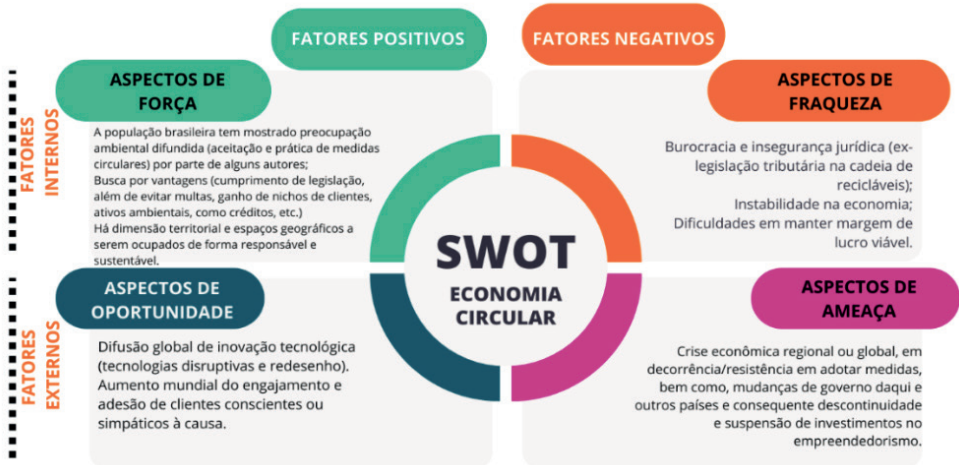 FATORES POSITIVOS
FATORES NEGATIVOS
FATORES
INTERNOS
ASPECTOS DE
FORÇA
A população brasileira tem mostrado preocupação
ambiental difundida (aceitação e prática de medidas
circulares) por parte de alguns autores;
Busca por vantagens (cumprimento de legislação,
além de evitar multas, ganho de nichos de clientes,
ativos ambientais, como créditos, etc.)
Há dimensão territorial e espaços geográficos a
serem ocupados de forma responsável e
sustentável.
ASPECTOS DE
FRAQUEZA
Burocracia e insegurança jurídica (ex-
legislação tributária na cadeia de
recicláveis);
Instabilidade na economia;
Dificuldades em manter margem de
lucro viável.
SWOT
ECONOMIA
CIRCULAR
FATORES
EXTERNOS
ASPECTOS DE
OPORTUNIDADE
Difusão global de inovação tecnológica
(tecnologias disruptivas e redesenho).
Aumento mundial do engajamento e
adesão de clientes conscientes ou
simpáticos à causa.
ASPECTOS DE
AMEAÇA
Crise econômica regional ou global, em
decorrência/resistência em adotar medidas,
bem como, mudanças de governo daqui e
outros países e consequente descontinuidade
e suspensão de investimentos no
empreendedorismo.